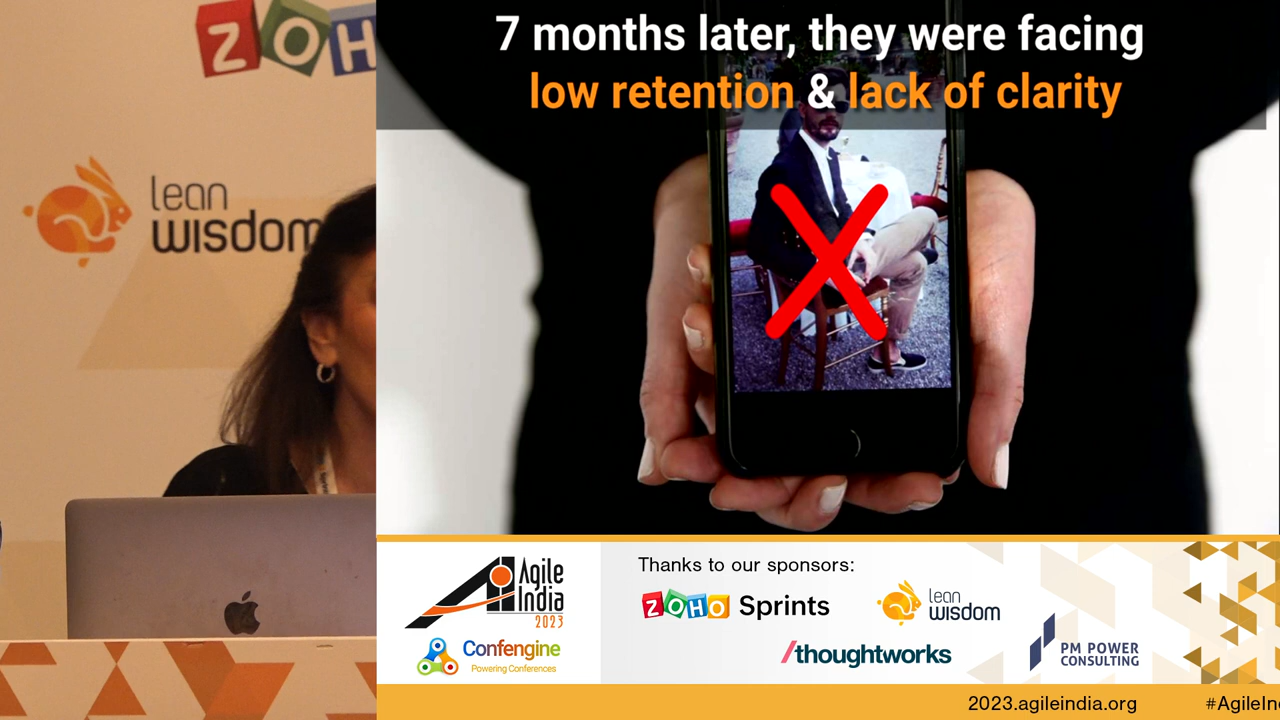 ZOH
lean
wisdom
7 months later, they were facing
low retention & lack of clarity
Agile
India
2023
Confengine
Powering Conferences
Thanks to our sponsors:
ZOHO Sprints
lean
wisdom
/thoughtworks
PM POWER
CONSULTING
2023.agileindia.org
#AgileIn